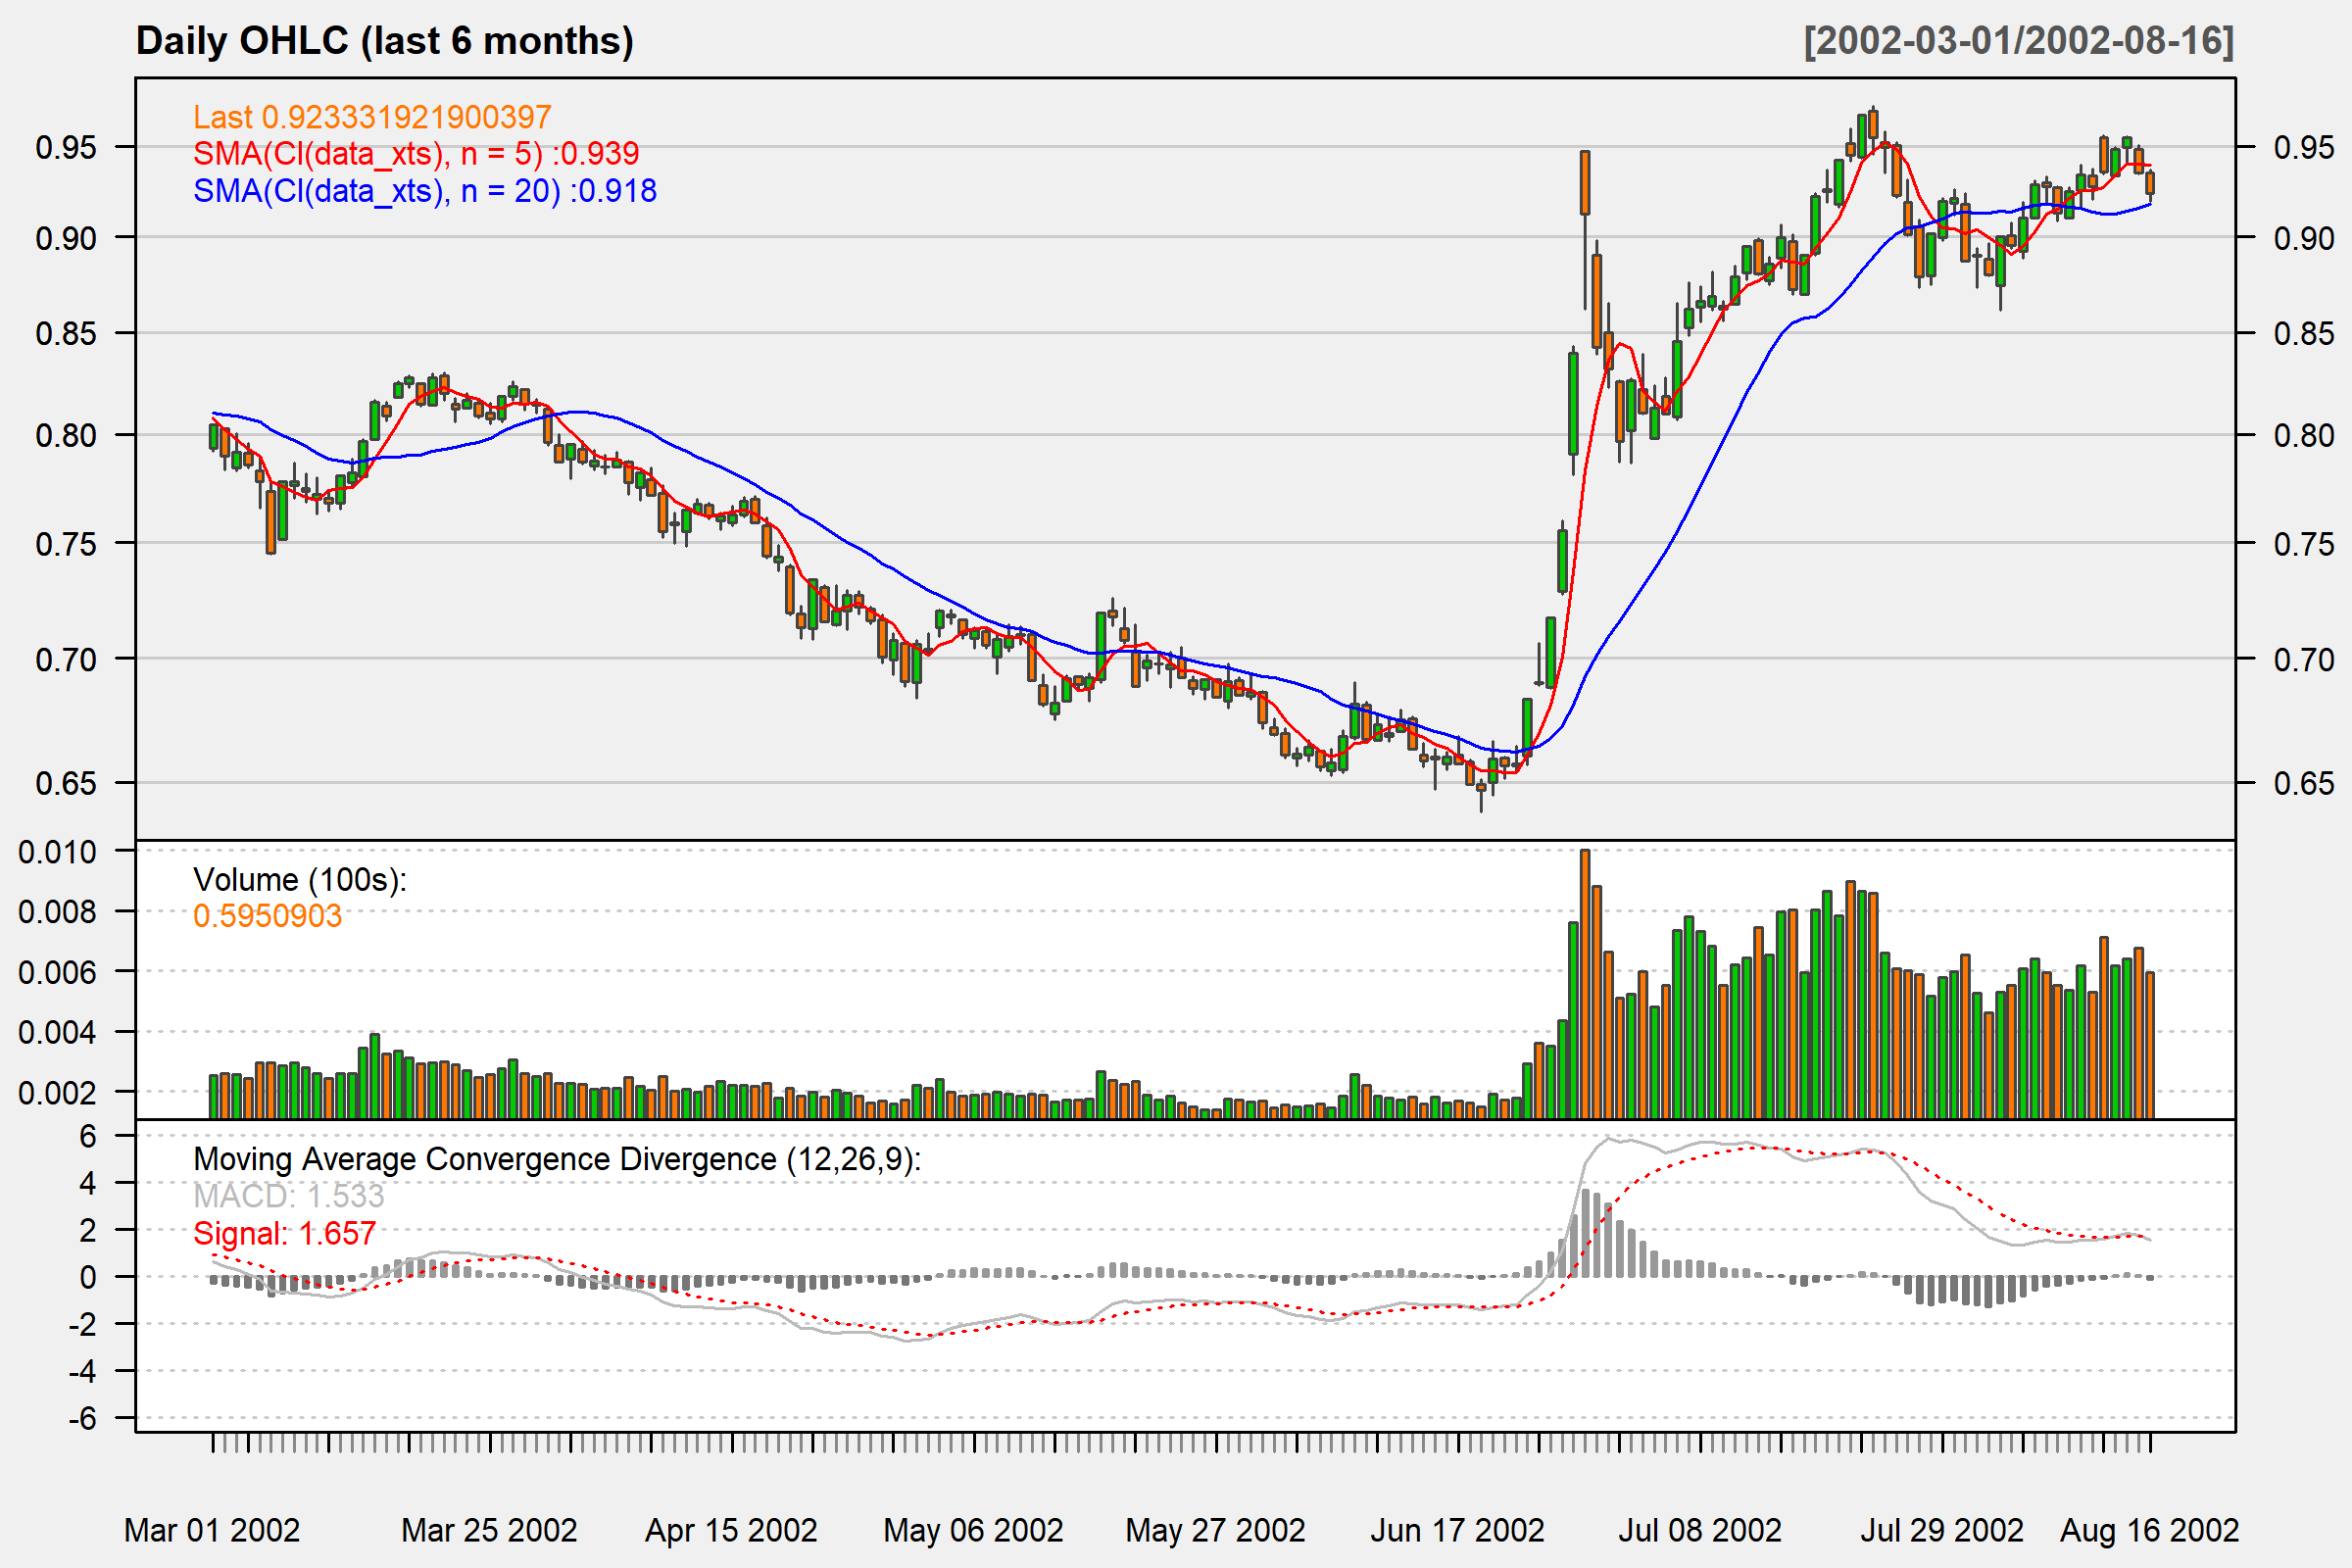 Daily OHLC (last 6 months) [2002-03-01/2002-08-16]
Last 0.923331921900397
SMA(Cl(data_xts), n = 5) :0.939
SMA(Cl(data_xts), n = 20) :0.918
0.95 0.95
0.90 0.90
0.85 0.85
0.80 0.80
0.75 0.75
0.70 0.70
0.65 0.65
Volume (100s):
0.5950903
0.010
0.008
0.006
0.004
0.002
Moving Average Convergence Divergence (12,26,9):
MACD: 1.533
Signal: 1.657
6
4
2
0
-2
-4
-6
Mar 01 2002 Mar 25 2002 Apr 15 2002 May 06 2002 May 27 2002 Jun 17 2002 Jul 08 2002 Jul 29 2002 Aug 16 2002